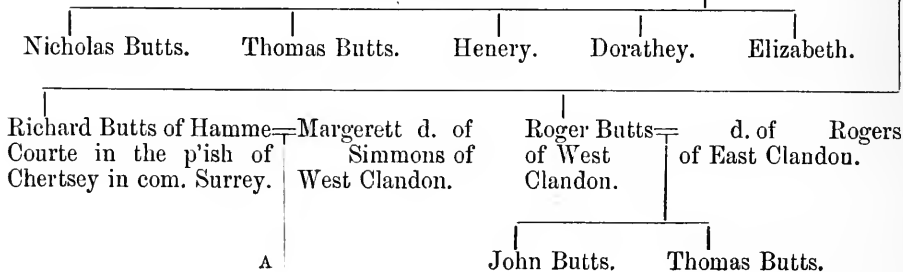 Nicholas Butts. Thomas Butts. Henery. Dorathey. Elizabeth.
Richard Butts of Hamme=Margerett d. of Roger Butts= d. of Rogers
Courte in the p'ish of Simmons of of West of East Clandon.
Chertsey in com. Surrey. West Clandon. Clandon.
A John Butts. Thomas Butts.